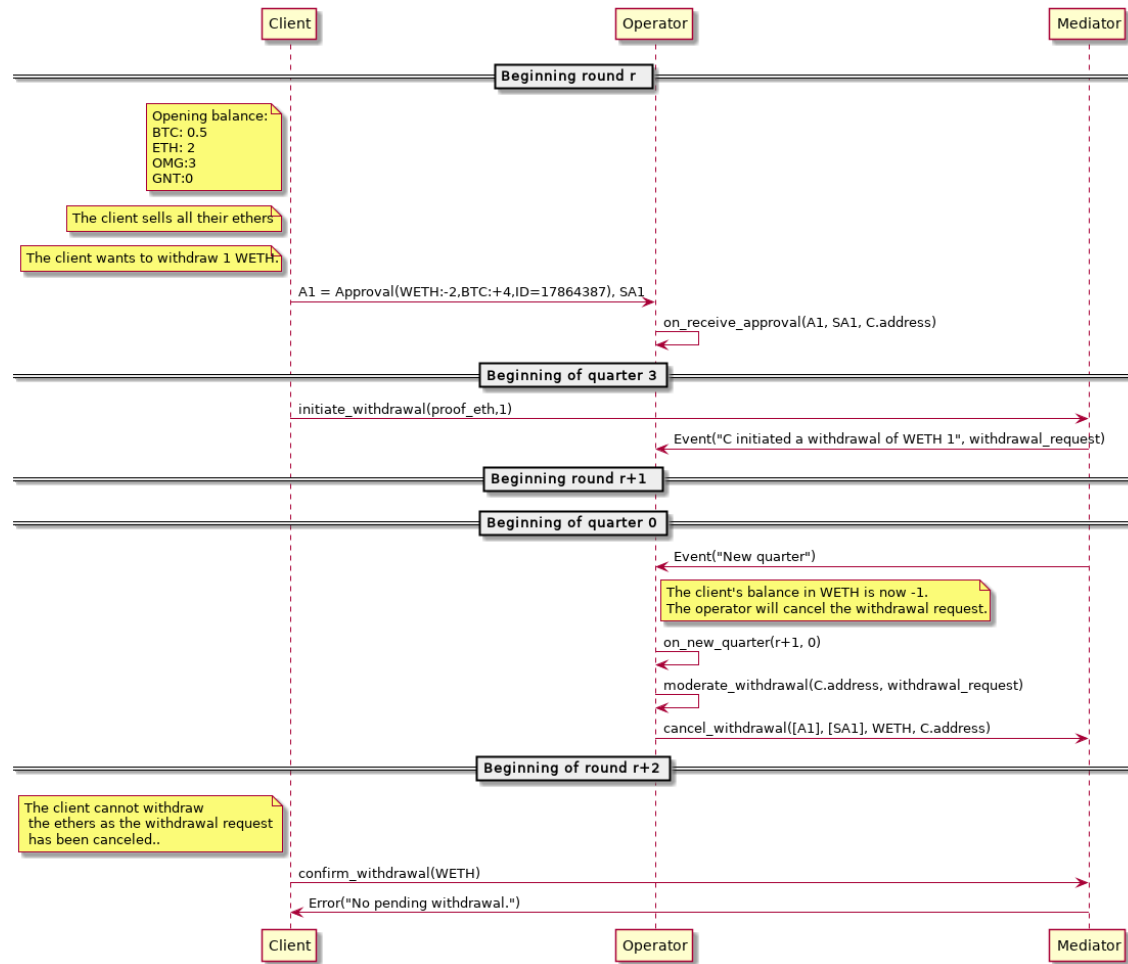 Client
Operator
Mediator
Beginning round r
Opening balance:
BTC: 0.5
ETH: 2
OMG:3
GNT:0
The client sells all their ethers
The client wants to withdraw 1 WETH.
A1 = Approval(WETH:-2,BTC:+4,ID=17864387), SA1
on_receive_approval(A1, SA1, C.address)
Beginning of quarter 3
initiate_withdrawal(proof_eth,1)
Event("C initiated a withdrawal of WETH 1", withdrawal_request)
Beginning round r+1
Beginning of quarter 0
Event("New quarter")
The client's balance in WETH is now -1.
The operator will cancel the withdrawal request.
on_new_quarter(r+1, 0)
moderate_withdrawal(C.address, withdrawal_request)
cancel_withdrawal([A1], [SA1], WETH, C.address)
Beginning of round r+2
The client cannot withdraw
the ethers as the withdrawal request
has been canceled..
confirm_withdrawal(WETH)
Error("No pending withdrawal.")
Client
Operator
Mediator